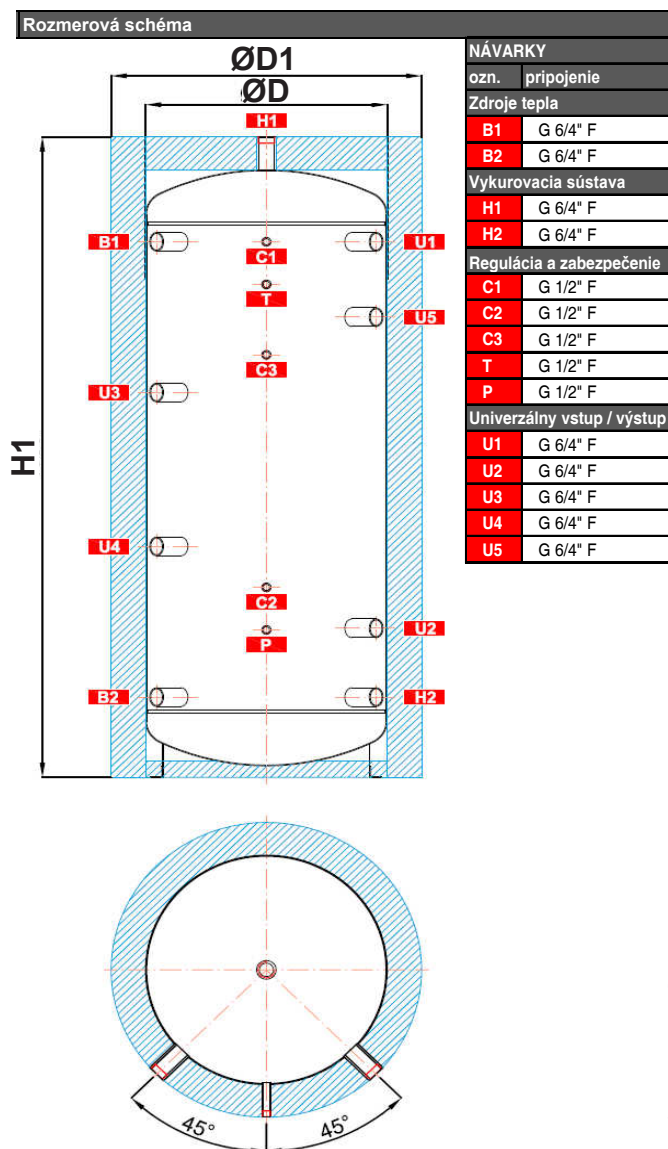 Rozmerová schéma
ØD1
ØD
H1
B1
U1
C1
T
U5
C3
U3
H1
U4
C2
U2
P
B2
H2
45°
45°
NÁVARKY
ozn. pripojenie
Zdroje tepla
B1 G 6/4" F
B2 G 6/4" F
Vykurovacia sústava
H1 G 6/4" F
H2 G 6/4" F
Regulácia a zabezpečenie
C1 G 1/2" F
C2 G 1/2" F
C3 G 1/2" F
T G 1/2" F
P G 1/2" F
Univerzálny vstup / výstup
U1 G 6/4" F
U2 G 6/4" F
U3 G 6/4" F
U4 G 6/4" F
U5 G 6/4" F